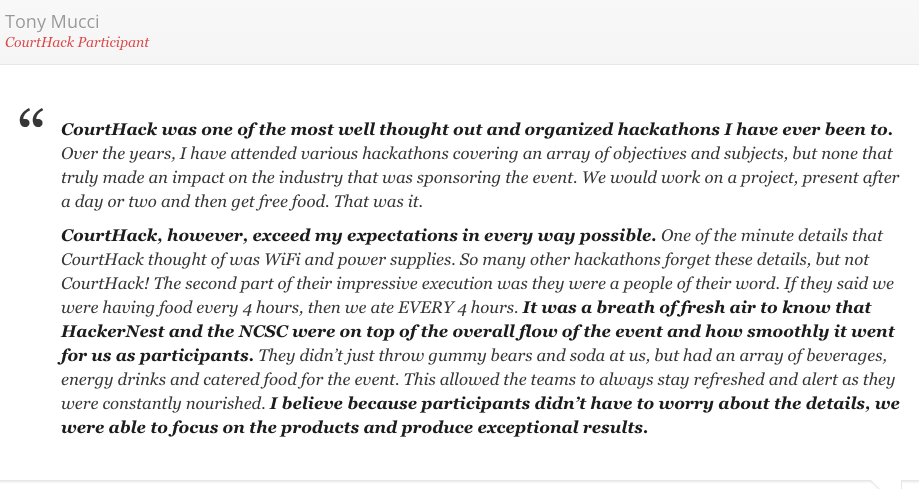 Tony Mucci
CourtHack Participant
“
CourtHack was one of the most well thought out and organized hackathons I have ever been to.
Over the years, I have attended various hackathons covering an array of objectives and subjects, but none that
truly made an impact on the industry that was sponsoring the event. We would work on a project, present after
a day or two and then get free food. That was it.
CourtHack, however, exceed my expectations in every way possible. One of the minute details that
CourtHack thought of was WiFi and power supplies. So many other hackathons forget these details, but not
CourtHack! The second part of their impressive execution was they were a people of their word. If they said we
were having food every 4 hours, then we ate EVERY 4 hours. It was a breath of fresh air to know that
HackerNest and the NCSC were on top of the overall flow of the event and how smoothly it went
for us as participants. They didn’t just throw gummy bears and soda at us, but had an array of beverages,
energy drinks and catered food for the event. This allowed the teams to always stay refreshed and alert as they
were constantly nourished. I believe because participants didn’t have to worry about the details, we
were able to focus on the products and produce exceptional results.